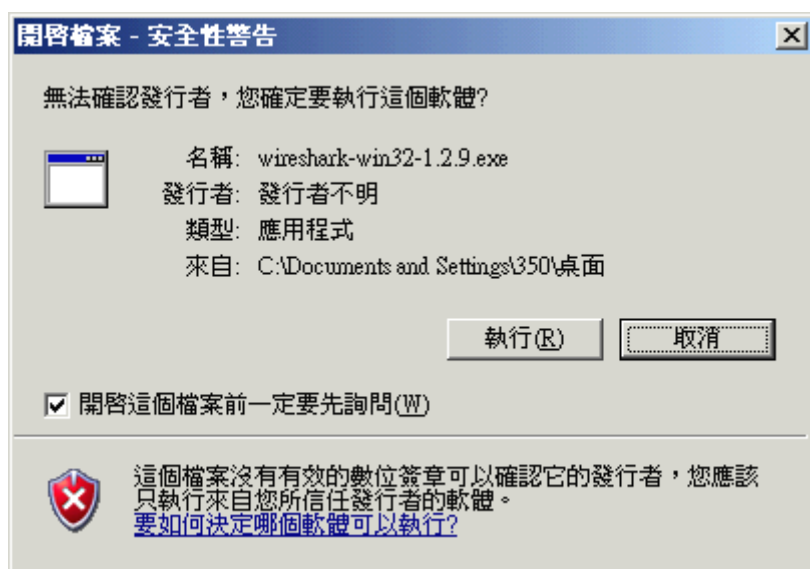 開啓檔案 - 安全性警告
無法確認發行者，您確定要執行這個軟體?
名稱: wireshark-win32-1.2.9.exe
發行者: 發行者不明
類型: 應用程式
來自: C:\Documents and Settings\350\桌面
執行(R)
取消
開啓這個檔案前一定要先詢問(W)
這個檔案沒有有效的數位簽章可以確認它的發行者，您應該
只執行來自您所信任發行者的軟體。
要如何決定哪個軟體可以執行?